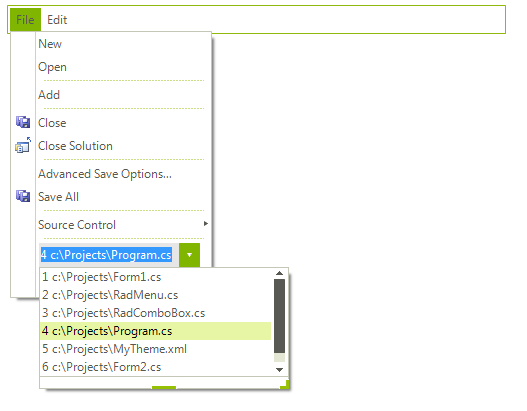 File Edit
New
Open
Add
Close
Close Solution
Advanced Save Options...
Save All
Source Control
4 c:\Projects\Program.cs
1 c:\Projects\Form1.cs
2 c:\Projects\RadMenu.cs
3 c:\Projects\RadComboBox.cs
4 c:\Projects\Program.cs
5 c:\Projects\MyTheme.xml
6 c:\Projects\Form2.cs